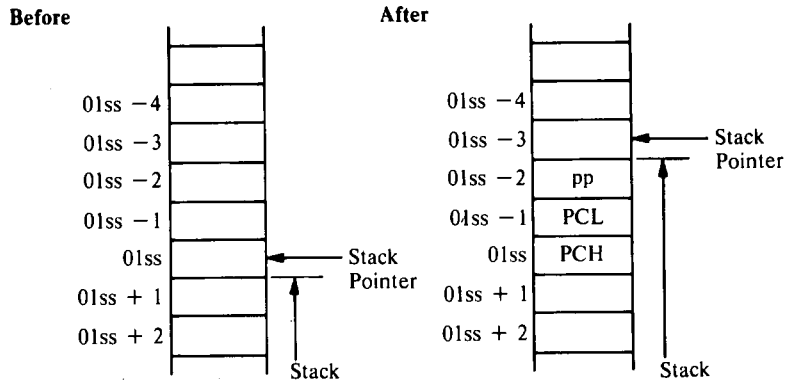 Before
01ss −4
01ss −3
01ss −2
01ss −1
01ss
01ss + 1
01ss + 2
Stack
Pointer
Stack
After
01ss −4
01ss −3
01ss −2
01ss −1
01ss
01ss + 1
01ss + 2
pp
PCL
PCH
Stack
Pointer
Stack